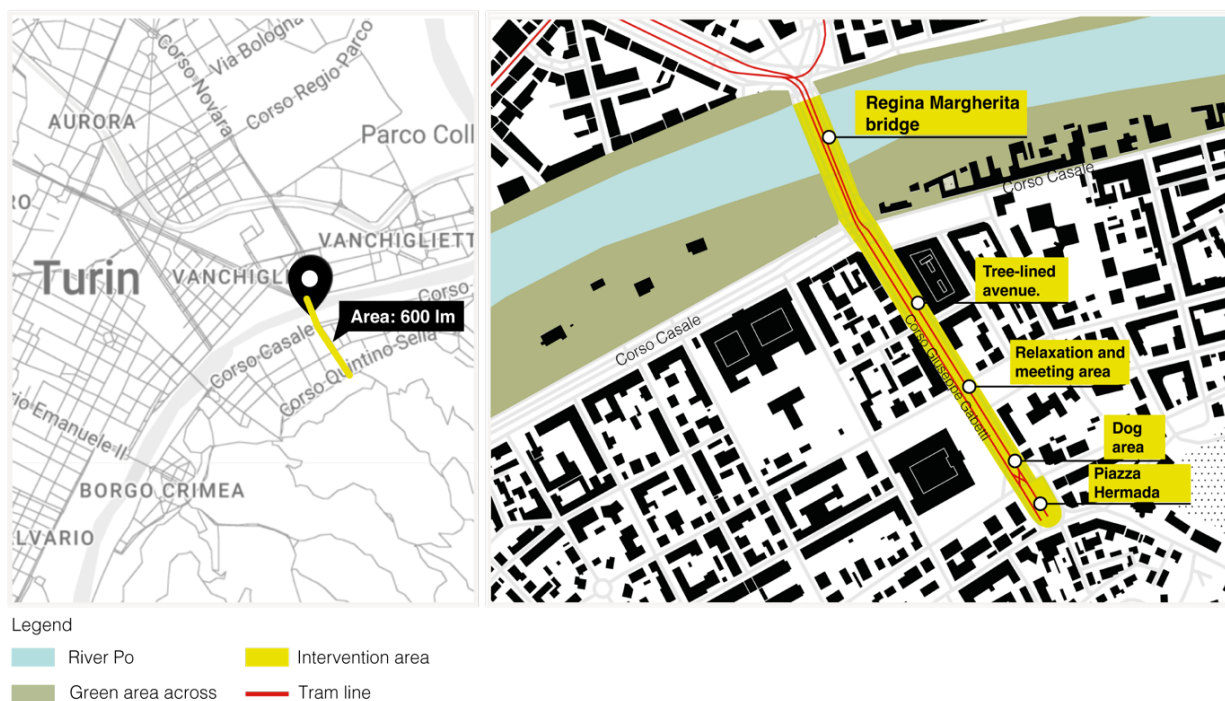 Via Bologna
Corso Novara
Corso Regio Parco
AURORA
Parco Coll
RO
VANCHIGLIETT
Turin
VANCHIGLI
Corso
Area: 600 lm
Corso Casale
Corso Quintino Sella
rio Emanuele II
BORGO CRIMEA
LVARIO
Regina Margherita
bridge
Corso Casale
Tree-lined
avenue.
Corso Casale
Corso Giuseppe Gabetti
Relaxation and
meeting area
Dog
area
Piazza
Hermada
Legend
River Po
Intervention area
Green area across
Tram line